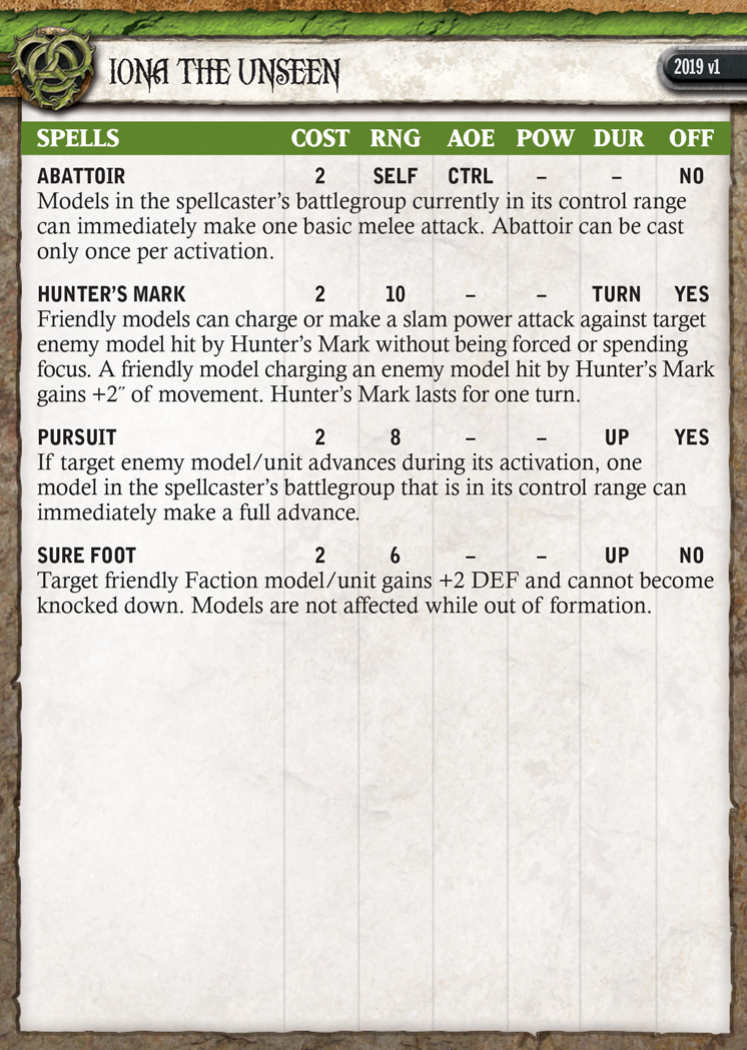 IONA THE UNSEEN
2019 v1
SPELLS COST RNG AOE POW DUR OFF
ABATTOIR 2 SELF CTRL – – NO
Models in the spellcaster’s battlegroup currently in its control range
can immediately make one basic melee attack. Abattoir can be cast
only once per activation.
HUNTER’S MARK 2 10 – – TURN YES
Friendly models can charge or make a slam power attack against target
enemy model hit by Hunter’s Mark without being forced or spending
focus. A friendly model charging an enemy model hit by Hunter’s Mark
gains +2˝ of movement. Hunter’s Mark lasts for one turn.
PURSUIT 2 8 – – UP YES
If target enemy model/unit advances during its activation, one
model in the spellcaster’s battlegroup that is in its control range can
immediately make a full advance.
SURE FOOT 2 6 – – UP NO
Target friendly Faction model/unit gains +2 DEF and cannot become
knocked down. Models are not affected while out of formation.